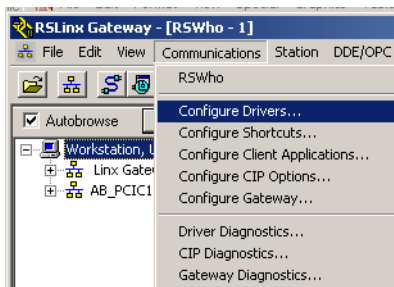 RSLinx Gateway - [RSWho - 1]
File Edit View Communications Station DDE/OPC
RSWho
Configure Drivers...
Configure Shortcuts...
Configure Client Applications...
Configure CIP Options...
Configure Gateway...
Driver Diagnostics...
CIP Diagnostics...
Gateway Diagnostics...
Autobrowse
Workstation,
Linx
AB_PCIC1